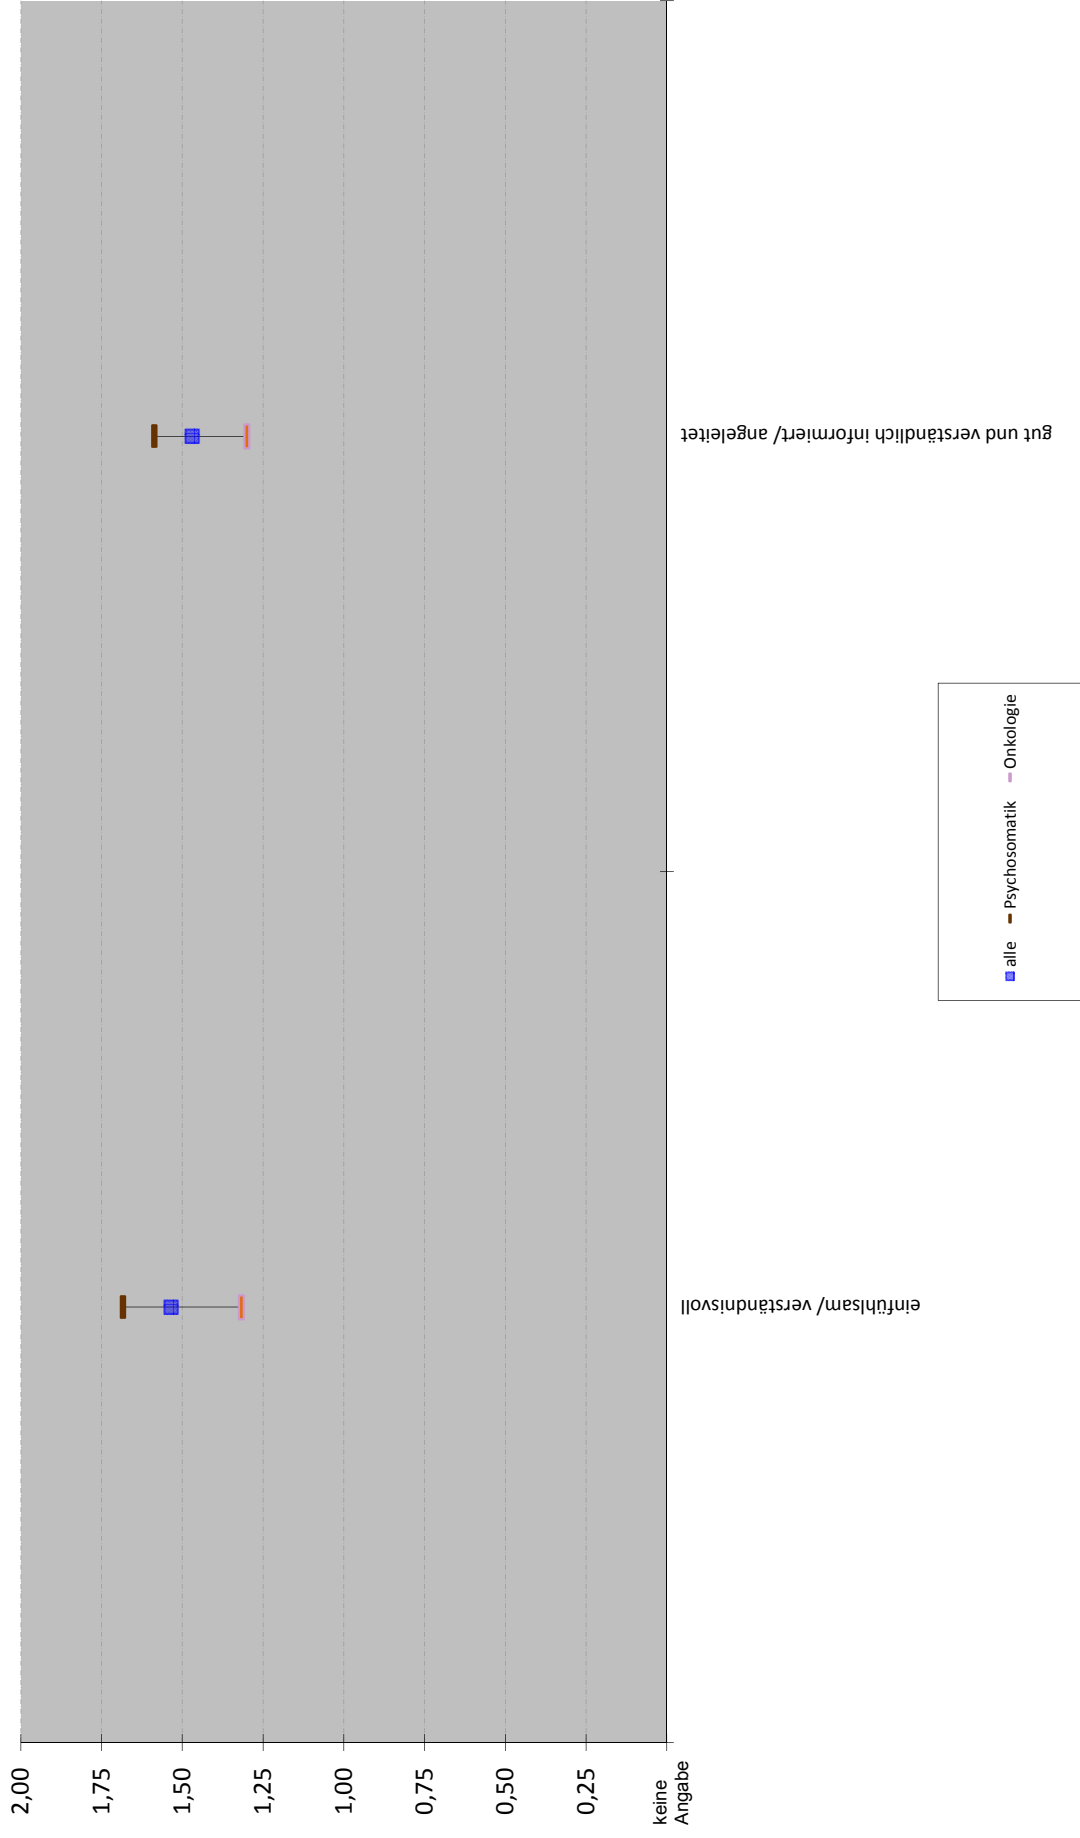 2,00
1,75
1,50
1,25
1,00
0,75
0,50
0,25
keine
Angabe
einfühlsam/ verständnisvoll
gut und verständlich informiert/ angeleitet
alle
Psychosomatik
Onkologie